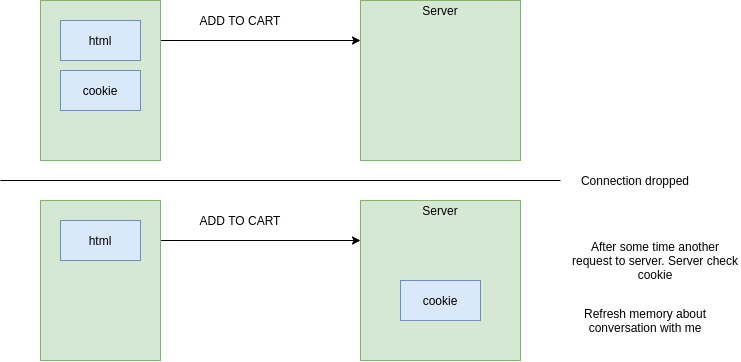 Server
ADD TO CART
html
cookie
Connection dropped
Server
ADD TO CART
html
After some time another
request to server. Server check
cookie
cookie
Refresh memory about
conversation with me